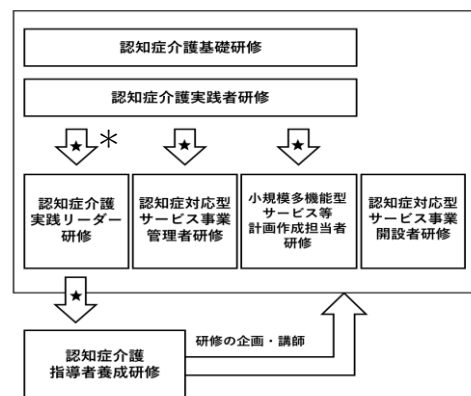 認知症介護基礎研修
認知症介護実践者研修
★
＊
★
★
認知症介護
実践リーダー
研修
認知症対応型
サービス事業
管理者研修
小規模多機能型
サービス等
計画作成担当者
研修
認知症対応型
サービス事業
開設者研修
★
認知症介護
指導者養成研修
研修の企画・講師